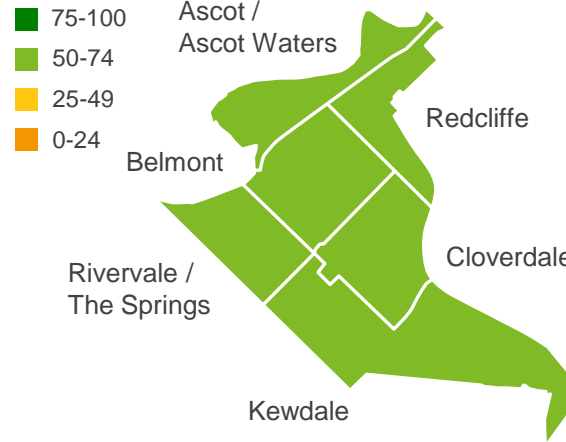 75-100
50-74
25-49
0-24
Ascot /
Ascot Waters
Redcliffe
Belmont
Cloverdale
Rivervale /
The Springs
Kewdale